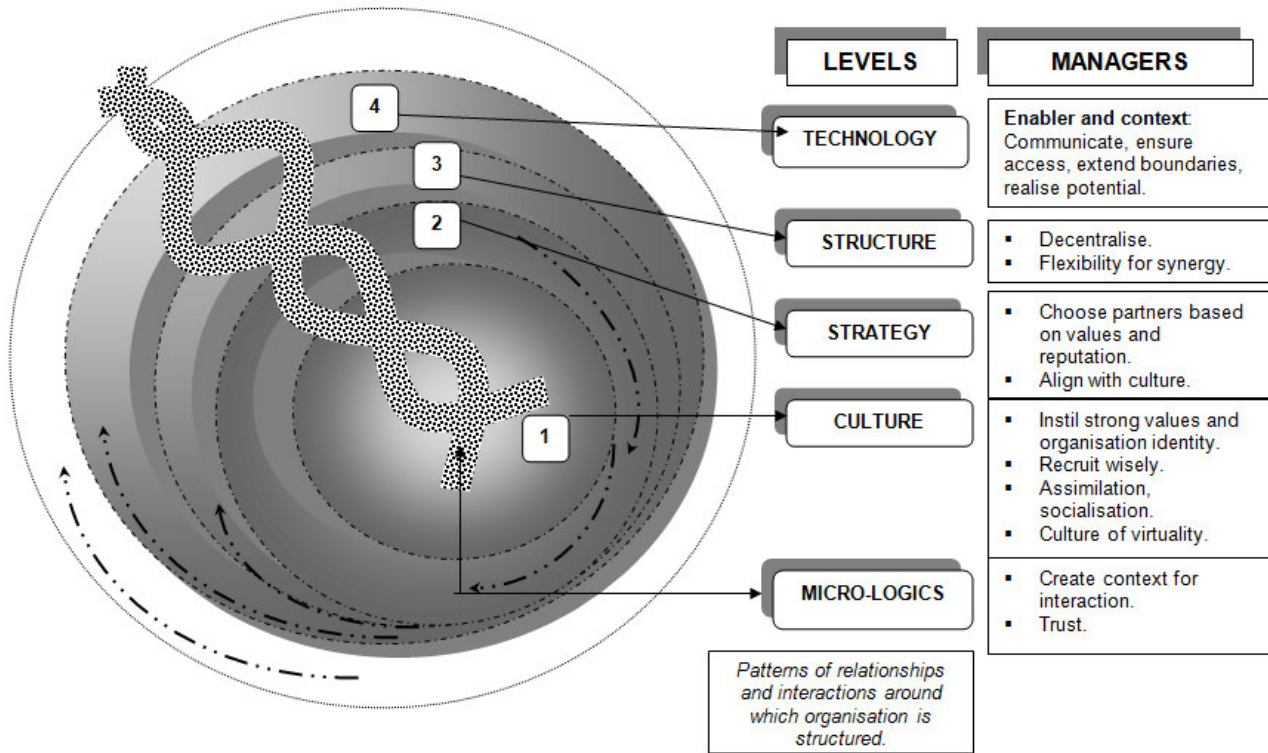 LEVELS
MANAGERS
4
TECHNOLOGY
Enabler and context:
Communicate, ensure
access, extend boundaries,
realise potential.
3
STRUCTURE
▪ Decentralise.
▪ Flexibility for synergy.
2
STRATEGY
▪ Choose partners based
on values and
reputation.
▪ Align with culture.
1
CULTURE
▪ Instil strong values and
organisation identity.
▪ Recruit wisely.
▪ Assimilation,
socialisation.
▪ Culture of virtuality.
MICRO-LOGICS
▪ Create context for
interaction.
▪ Trust.
Patterns of relationships
and interactions around
which organisation is
structured.